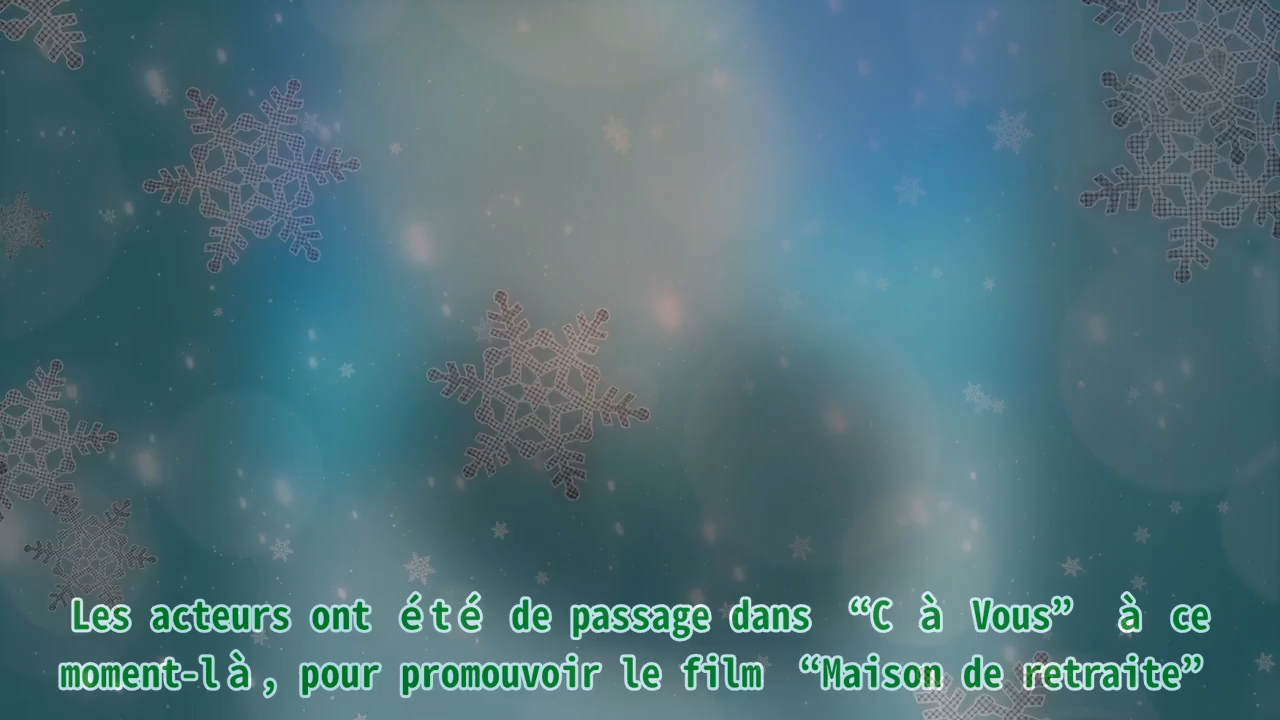 Les acteurs ont été de passage dans “C à Vous” à ce
moment-là, pour promouvoir le film “Maison de retraite”